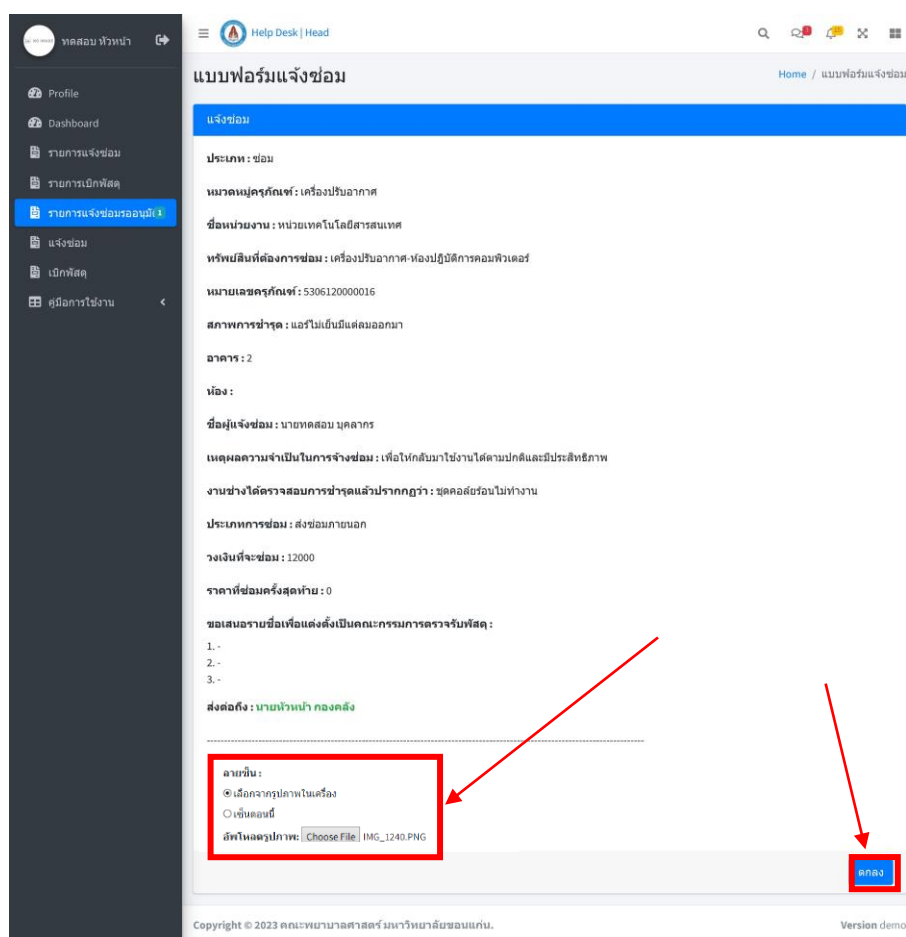 ทดสอบ หัวหน้า
Help Desk | Head
แบบฟอร์มแจ้งซ่อม
Home / แบบฟอร์มแจ้งซ่อม
Profile
Dashboard
รายการแจ้งซ่อม
รายการเบิกพัสดุ
รายการแจ้งซ่อมรออนุมัติ 1
แจ้งซ่อม
เบิกพัสดุ
คู่มือการใช้งาน
แจ้งซ่อม
ประเภท : ซ่อม
หมวดหมู่ครุภัณฑ์ : เครื่องปรับอากาศ
ชื่อหน่วยงาน : หน่วยเทคโนโลยีสารสนเทศ
ทรัพย์สินที่ต้องการซ่อม : เครื่องปรับอากาศ-ห้องปฏิบัติการคอมพิวเตอร์
หมายเลขครุภัณฑ์ : 5306120000016
สภาพการชำรุด : แอร์ไม่เย็นมีแต่ลมออกมา
อาคาร : 2
ห้อง :
ชื่อผู้แจ้งซ่อม : นายทดสอบ บุคลากร
เหตุผลความจำเป็นในการจ้างซ่อม : เพื่อให้กลับมาใช้งานได้ตามปกติและมีประสิทธิภาพ
งานช่างได้ตรวจสอบการชำรุดแล้วปรากกฏว่า : ชุดคอล์ยร้อนไม่ทำงาน
ประเภทการซ่อม : ส่งซ่อมภายนอก
วงเงินที่จะซ่อม : 12000
ราคาที่ซ่อมครั้งสุดท้าย : 0
ขอเสนอรายชื่อเพื่อแต่งตั้งเป็นคณะกรรมการตรวจรับพัสดุ :
1. -
2. -
3. -
ส่งต่อถึง : นายหัวหน้า กองคลัง
ลายเซ็น :
เลือกจากรูปภาพในเครื่อง
เซ็นตอนนี้
อัพโหลดรูปภาพ: Choose File IMG_1240.PNG
ตกลง
Copyright © 2023 คณะพยาบาลศาสตร์ มหาวิทยาลัยขอนแก่น.
Version demo